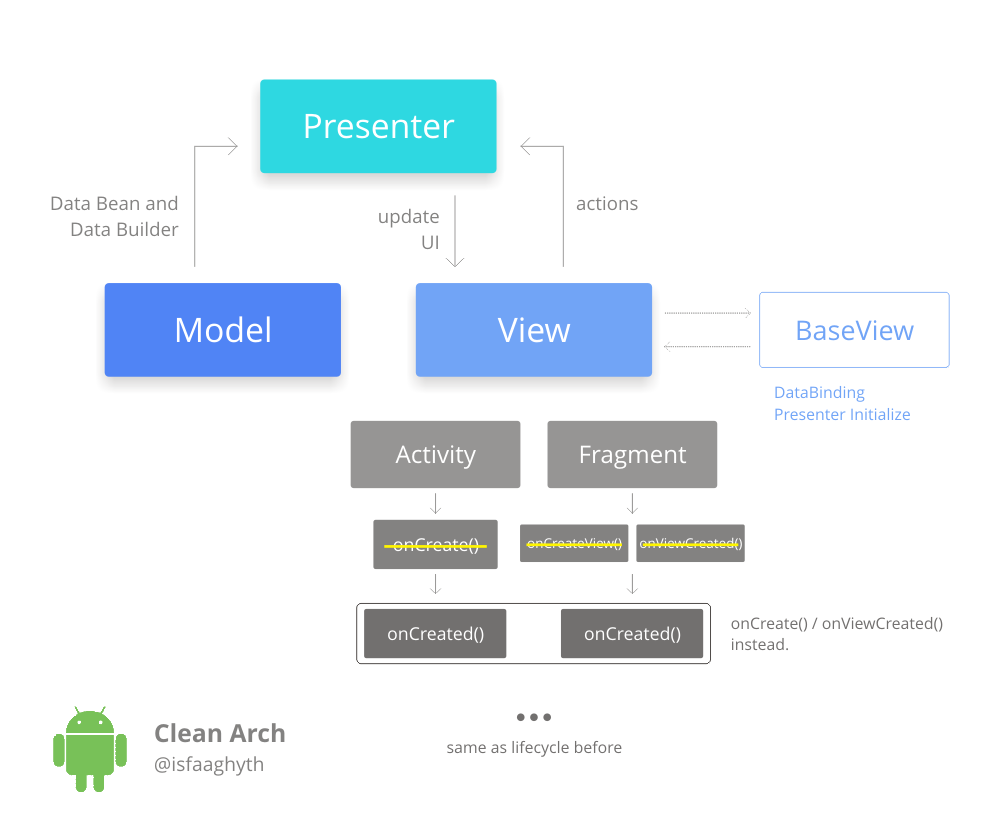 Presenter
Data Bean and
Data Builder
update
UI
actions
Model
View
BaseView
DataBinding
Presenter Initialize
Activity
Fragment
onCreate()
onCreateView()
onViewCreated()
onCreated()
onCreated()
onCreate() / onViewCreated()
instead.
Clean Arch
@isfaaghyth
•••
same as lifecycle before